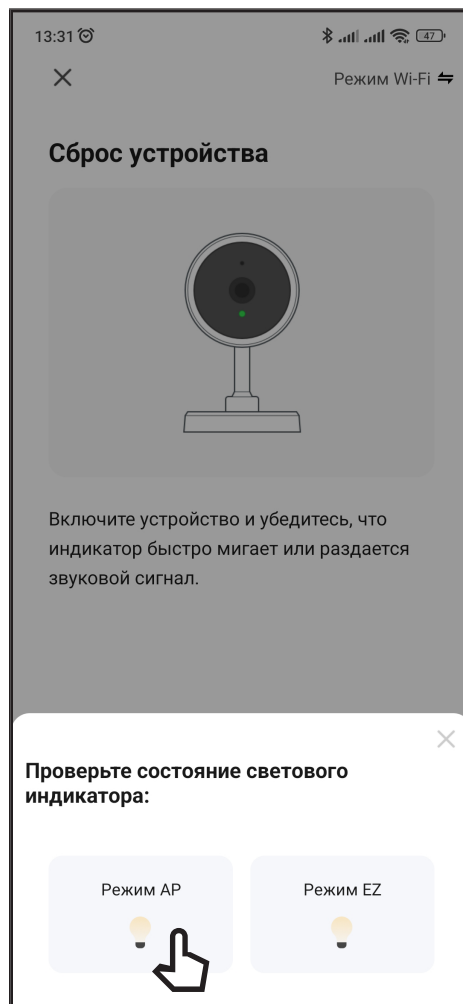 13:31
47
Режим Wi-Fi
Сброс устройства
Включите устройство и убедитесь, что
индикатор быстро мигает или раздается
звуковой сигнал.
Проверьте состояние светового
индикатора:
Режим AP
Режим EZ